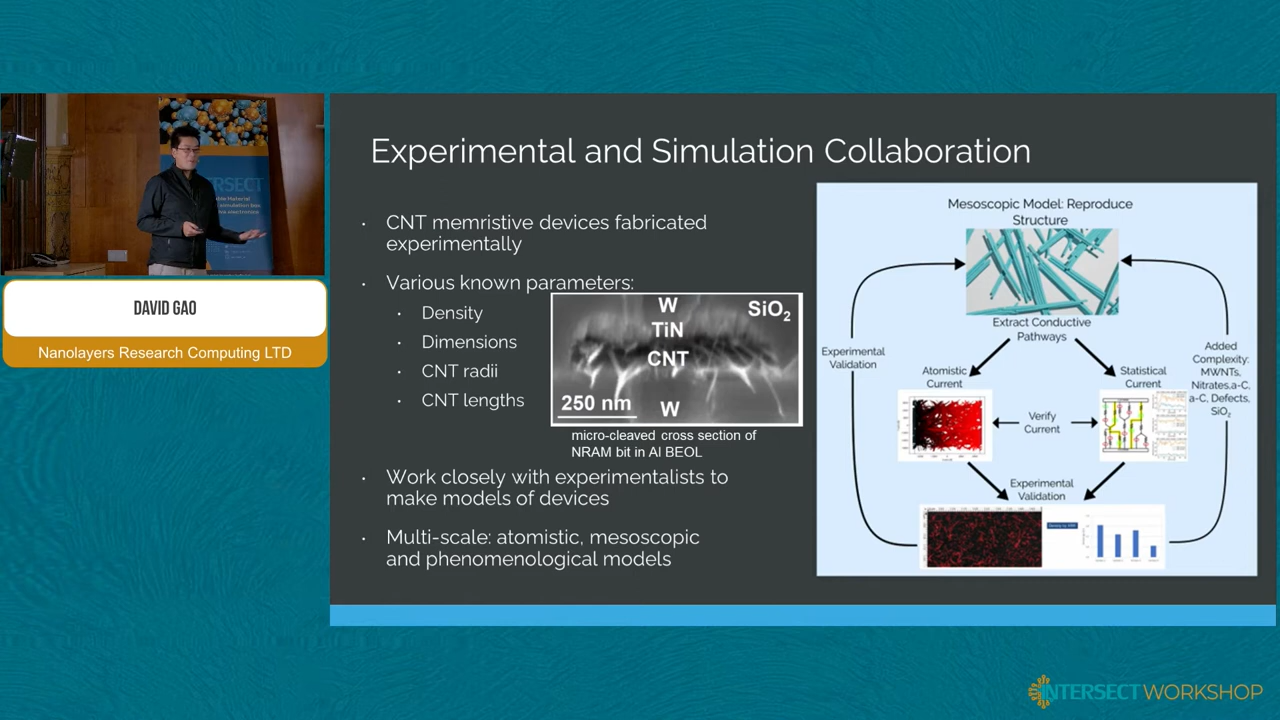 Experimental and Simulation Collaboration
· CNT memristive devices fabricated
experimentally
· Various known parameters:
· Density
· Dimensions
· CNT radii
· CNT lengths
W
TiN
SiO2
CNT
250 nm
W
micro-cleaved cross section of
NRAM bit in Al BEOL
· Work closely with experimentalists to
make models of devices
· Multi-scale: atomistic, mesoscopic
and phenomenological models
Mesoscopic Model: Reproduce
Structure
Extract Conductive
Pathways
Experimental
Validation
Atomistic
Current
Statistical
Current
Verify
Current
Added
Complexity:
MWNTs,
Nitrates.a-C,
a-C, Defects,
SiO2
Experimental
Validation
DAVID GAO
Nanolayers Research Computing LTD
INTERSECT WORKSHOP